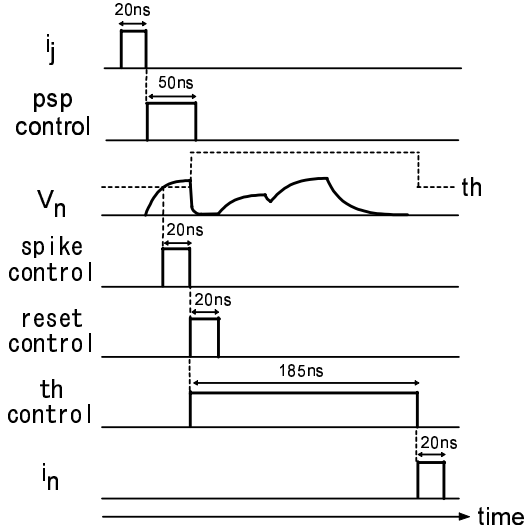 20ns
ij
50ns
psp
control
th
Vn
20ns
spike
control
20ns
reset
control
185ns
th
control
20ns
in
time